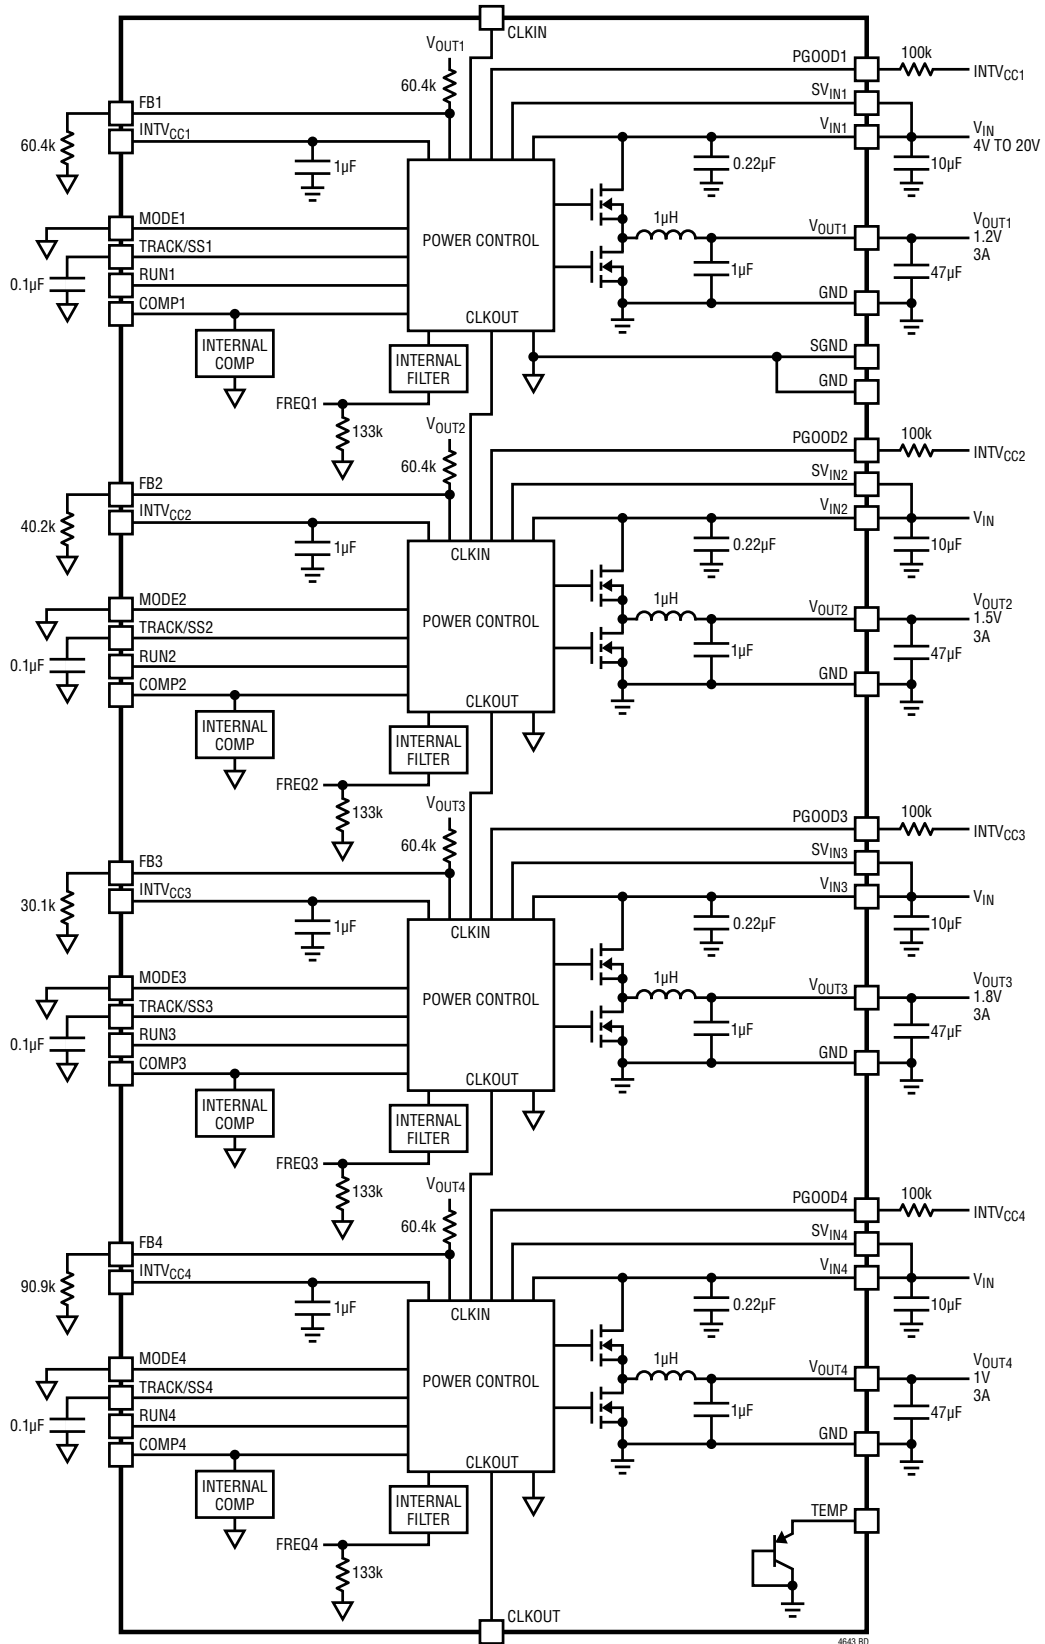 CLKIN
VOUT1
60.4k
PGOOD1
100k
INTVCC1
SVIN1
FB1
INTVCC1
60.4k
1µF
VIN1
VIN
4V TO 20V
0.22µF
10µF
MODE1
TRACK/SS1
RUN1
COMP1
0.1µF
POWER CONTROL
CLKOUT
1µH
VOUT1
VOUT1
1.2V
3A
1µF
47µF
GND
INTERNAL
COMP
INTERNAL
FILTER
SGND
GND
FREQ1
133k
VOUT2
60.4k
PGOOD2
100k
INTVCC2
SVIN2
FB2
INTVCC2
40.2k
1µF
VIN2
VIN
0.22µF
10µF
CLKIN
MODE2
TRACK/SS2
RUN2
COMP2
0.1µF
POWER CONTROL
CLKOUT
1µH
VOUT2
VOUT2
1.5V
3A
1µF
47µF
GND
INTERNAL
COMP
INTERNAL
FILTER
FREQ2
133k
VOUT3
60.4k
PGOOD3
100k
INTVCC3
SVIN3
FB3
INTVCC3
30.1k
1µF
VIN3
VIN
0.22µF
10µF
CLKIN
MODE3
TRACK/SS3
RUN3
COMP3
0.1µF
POWER CONTROL
CLKOUT
1µH
VOUT3
VOUT3
1.8V
3A
1µF
47µF
GND
INTERNAL
COMP
INTERNAL
FILTER
FREQ3
133k
VOUT4
60.4k
PGOOD4
100k
INTVCC4
SVIN4
FB4
INTVCC4
90.9k
1µF
VIN4
VIN
0.22µF
10µF
CLKIN
MODE4
TRACK/SS4
RUN4
COMP4
0.1µF
POWER CONTROL
CLKOUT
1µH
VOUT4
VOUT4
1V
3A
1µF
47µF
GND
INTERNAL
COMP
INTERNAL
FILTER
FREQ4
133k
TEMP
CLKOUT
4643 BD